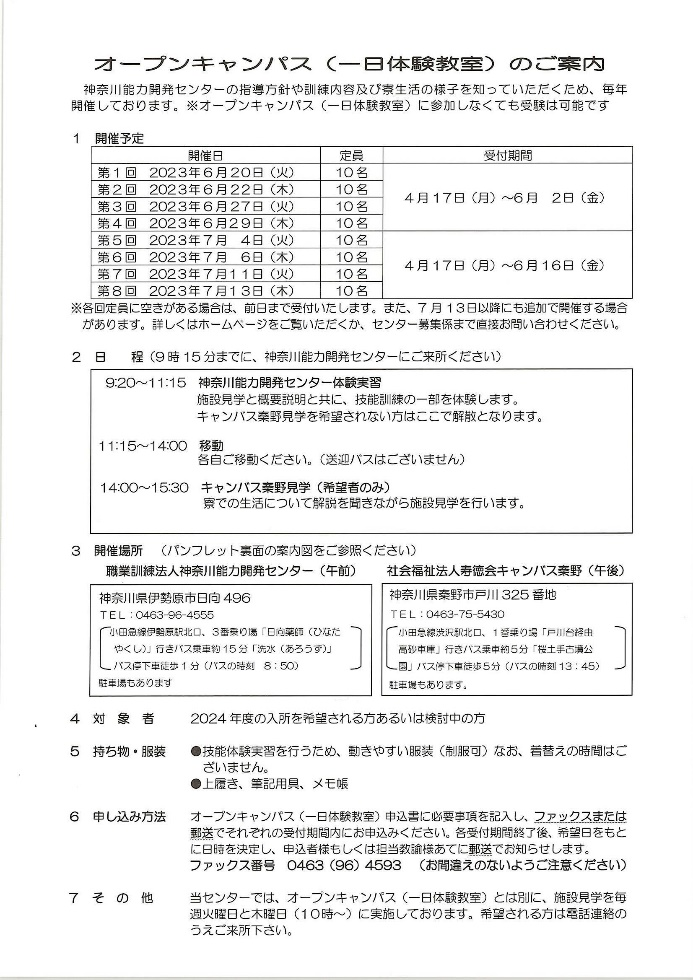 オープンキャンパス（一日体験教室）のご案内
神奈川能力開発センターの指導方針や訓練内容及び寮生活の様子を知っていただくため、毎年
開催しております。※オープンキャンパス（一日体験教室）に参加しなくても受験は可能です
1 開催予定
開催日 定員 受付期間
第1回 2023年6月20日（火） 10名
第2回 2023年6月22日（木） 10名
4月17日（月）～6月 2日（金）
第3回 2023年6月27日（火） 10名
第4回 2023年6月29日（木） 10名
第5回 2023年7月 4日（火） 10名
第6回 2023年7月 6日（木） 10名
4月17日（月）～6月16日（金）
第7回 2023年7月11日（火） 10名
第8回 2023年7月13日（木） 10名
※各回定員に空きがある場合は、前日まで受付いたします。また、7月13日以降にも追加で開催する場合
があります。詳しくはホームページをご覧いただくか、センター募集係まで直接お問い合わせください。
2 日 程（9時15分までに、神奈川能力開発センターにご来所ください）
9:20～11:15 神奈川能力開発センター体験実習
施設見学と概要説明と共に、技能訓練の一部を体験します。
キャンパス秦野見学を希望されない方はここで解散となります。
11:15～14:00 移動
各自ご移動ください。（送迎バスはございません）
14:00～15:30 キャンパス秦野見学（希望者のみ）
寮での生活について解説を聞きながら施設見学を行います。
3 開催場所 （パンフレット裏面の案内図をご参照ください）
職業訓練法人神奈川能力開発センター（午前） 社会福祉法人寿徳会キャンパス秦野（午後）
神奈川県伊勢原市日向496
TEL：0463-96-4555
小田急線伊勢原駅北口、3番乗り場「日向薬師（ひなた
やくし）」行きバス乗車約15分「洗水（あろうず）」
バス停下車徒歩1分（バスの時刻 8：50）
駐車場もあります
神奈川県秦野市戸川325番地
TEL：0463-75-5430
小田急線渋沢駅北口、1番乗り場「戸川台経由
高砂車庫」行きバス乗車約5分「桜土手古墳公
園」バス停下車徒歩5分（バスの時刻13：45）
駐車場もあります。
4 対 象 者 2024年度の入所を希望される方あるいは検討中の方
5 持ち物・服装 ●技能体験実習を行うため、動きやすい服装（制服可）なお、着替えの時間はご
ざいません。
●上履き、筆記用具、メモ帳
6 申し込み方法 オープンキャンパス（一日体験教室）申込書に必要事項を記入し、ファックスまたは
郵送でそれぞれの受付期間内にお申込みください。各受付期間終了後、希望日をもと
に日時を決定し、申込者様もしくは担当教諭様あてに郵送でお知らせします。
ファックス番号 0463（96）4593 （お間違えのないようご注意ください）
7 そ の 他 当センターでは、オープンキャンパス（一日体験教室）とは別に、施設見学を毎
週火曜日と木曜日（10時～）に実施しております。希望される方は電話連絡の
うえご来所下さい。